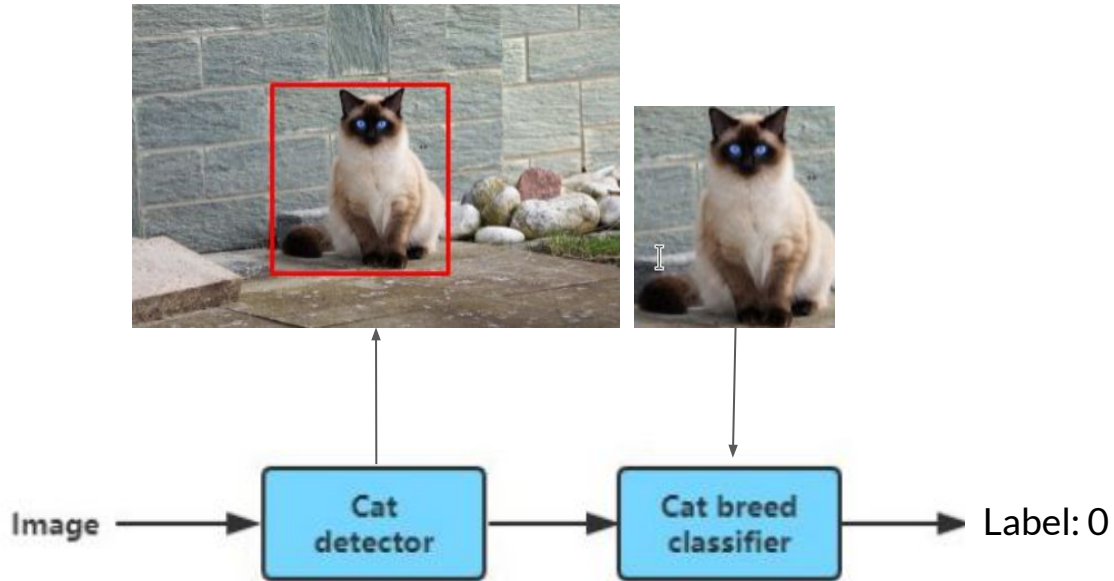 Image
Cat
detector
Cat breed
classifier
Label: 0